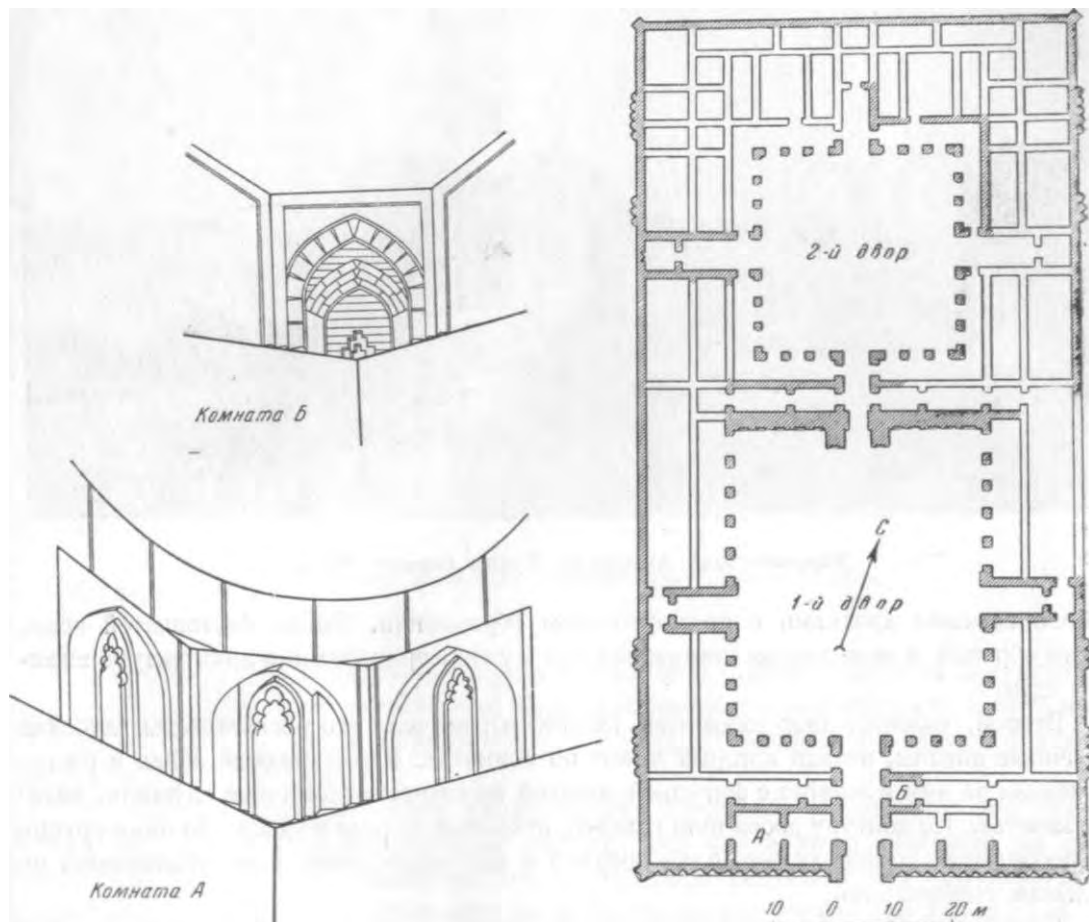 Комната Б
Комната А
2-й двор
С
1-й двор
Б
А
10 0 10 20 м